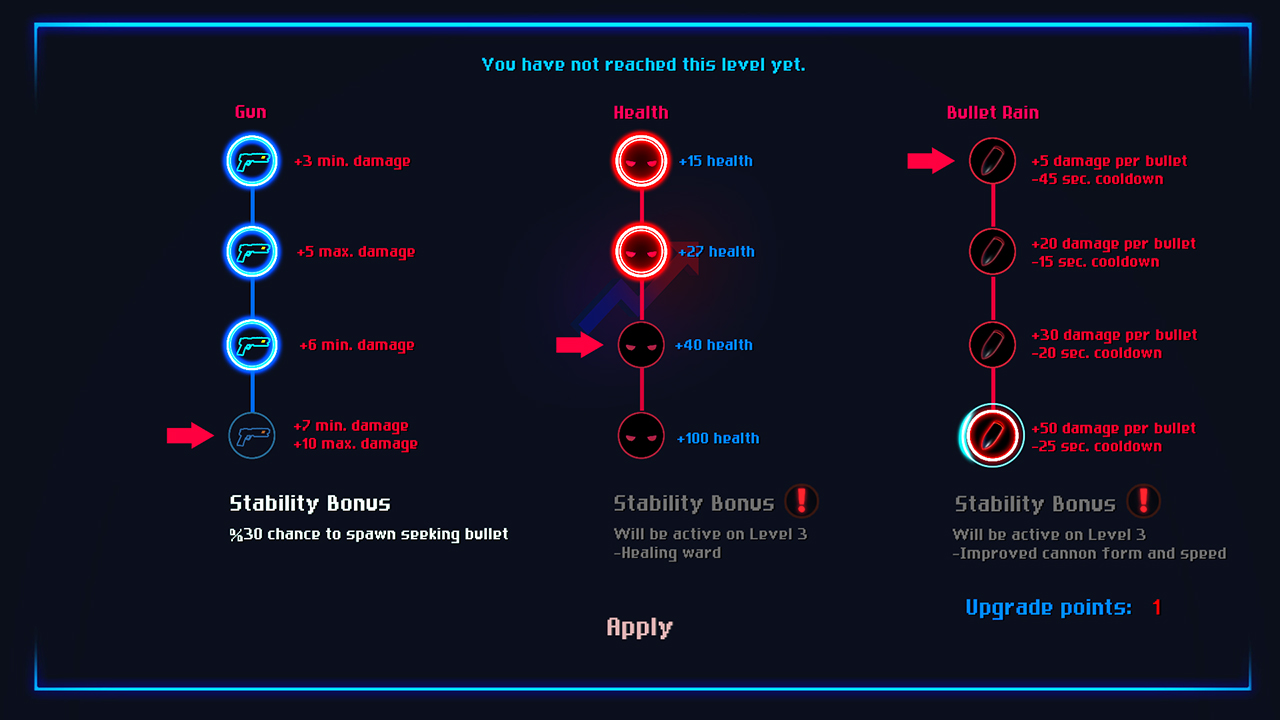 You have not reached this level yet.
Gun
+3 min. damage
+5 max. damage
+6 min. damage
+7 min. damage
+10 max. damage
Stability Bonus
%30 chance to spawn seeking bullet
Health
+15 health
+27 health
+40 health
+100 health
Stability Bonus !
Will be active on Level 3
-Healing ward
Bullet Rain
+5 damage per bullet
-45 sec. cooldown
+20 damage per bullet
-15 sec. cooldown
+30 damage per bullet
-20 sec. cooldown
+50 damage per bullet
-25 sec. cooldown
Stability Bonus !
Will be active on Level 3
-Improved cannon form and speed
Upgrade points: 1
Apply